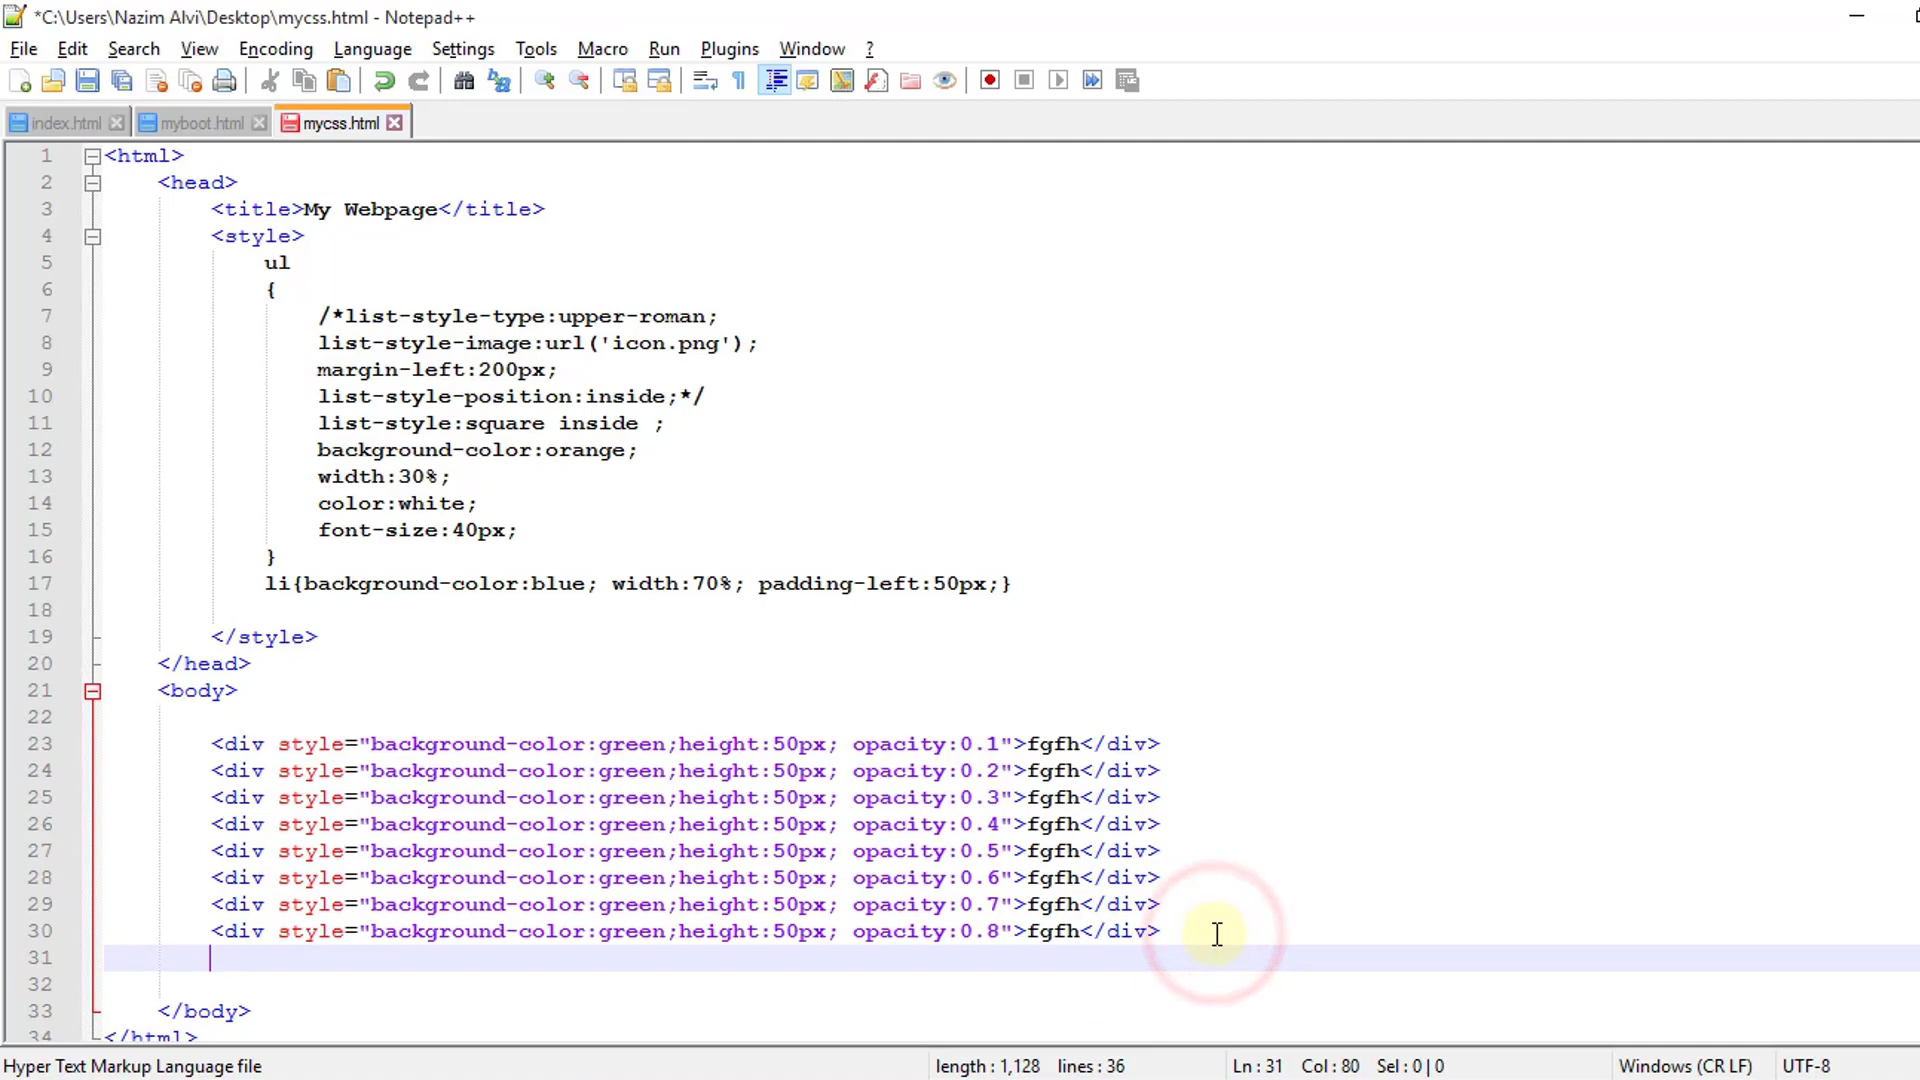 *C:\Users\Nazim Alvi\Desktop\mycss.html - Notepad++
File Edit Search View Encoding Language Settings Tools Macro Run Plugins Window ?
index.html myboot.html mycss.html
1 <html>
2 <head>
3 <title>My Webpage</title>
4 <style>
5 ul
6 {
7 /*list-style-type:upper-roman;
8 list-style-image:url('icon.png');
9 margin-left:200px;
10 list-style-position:inside;*/
11 list-style:square inside ;
12 background-color:orange;
13 width:30%;
14 color:white;
15 font-size:40px;
16 }
17 li{background-color:blue; width:70%; padding-left:50px;}
18
19 </style>
20 </head>
21 <body>
22
23 <div style="background-color:green;height:50px; opacity:0.1">fgfh</div>
24 <div style="background-color:green;height:50px; opacity:0.2">fgfh</div>
25 <div style="background-color:green;height:50px; opacity:0.3">fgfh</div>
26 <div style="background-color:green;height:50px; opacity:0.4">fgfh</div>
27 <div style="background-color:green;height:50px; opacity:0.5">fgfh</div>
28 <div style="background-color:green;height:50px; opacity:0.6">fgfh</div>
29 <div style="background-color:green;height:50px; opacity:0.7">fgfh</div>
30 <div style="background-color:green;height:50px; opacity:0.8">fgfh</div>
31
32
33 </body>
34 </html>
Hyper Text Markup Language file length : 1,128 lines : 36 Ln : 31 Col : 80 Sel : 0 | 0 Windows (CR LF) UTF-8